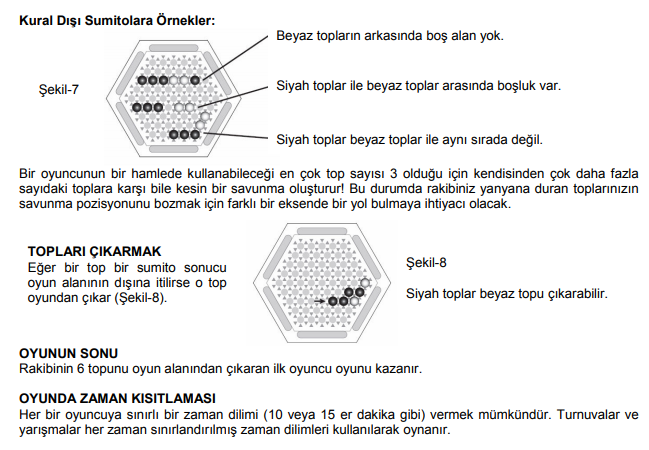 Kural Dışı Sumitolara Örnekler:
Beyaz topların arkasında boş alan yok.
Şekil-7
Siyah toplar ile beyaz toplar arasında boşluk var.
Siyah toplar beyaz toplar ile aynı sırada değil.
Bir oyuncunun bir hamlede kullanabileceği en çok top sayısı 3 olduğu için kendisinden çok daha fazla
sayıdaki toplara karşı bile kesin bir savunma oluşturur! Bu durumda rakibiniz yanyana duran toplarınızın
savunma pozisyonunu bozmak için farklı bir eksende bir yol bulmaya ihtiyacı olacak.
TOPLARI ÇIKARMAK
Eğer bir top bir sumito sonucu
oyun alanının dışına itilirse o top
oyundan çıkar (Şekil-8).
Şekil-8
Siyah toplar beyaz topu çıkarabilir.
OYUNUN SONU
Rakibinin 6 topunu oyun alanından çıkaran ilk oyuncu oyunu kazanır.
OYUNDA ZAMAN KISITLAMASI
Her bir oyuncuya sınırlı bir zaman dilimi (10 veya 15 er dakika gibi) vermek mümkündür. Turnuvalar ve
yarışmalar her zaman sınırlandırılmış zaman dilimleri kullanılarak oynanır.